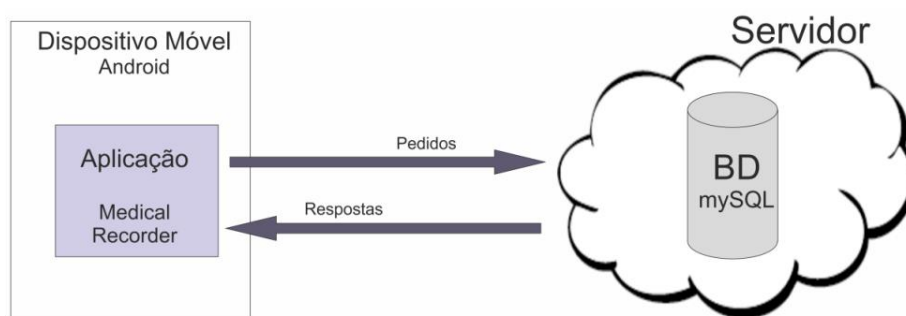 Dispositivo Móvel
Android
Aplicação
Medical
Recorder
Pedidos
Respostas
Servidor
BD
mySQL